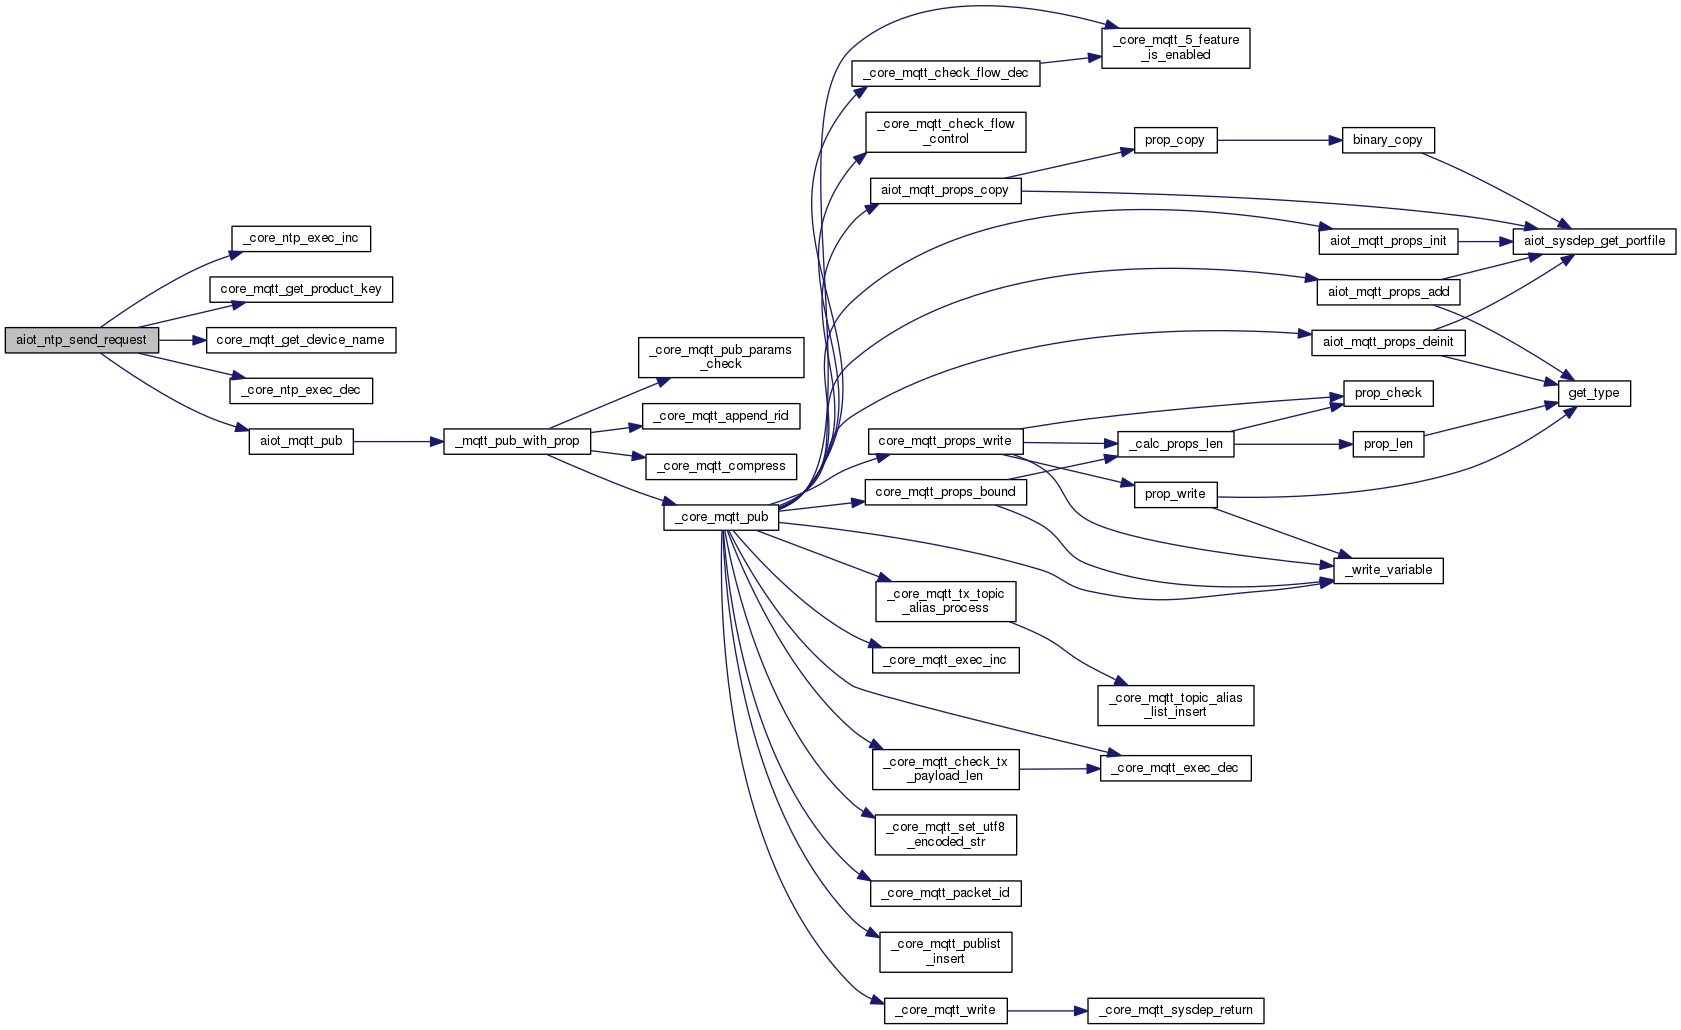 _core_mqtt_5_feature
_is_enabled
_core_mqtt_check_flow_dec
_core_mqtt_check_flow
_control
prop_copy
binary_copy
aiot_mqtt_props_copy
_core_ntp_exec_inc
aiot_mqtt_props_init
aiot_sysdep_get_portfile
core_mqtt_get_product_key
aiot_mqtt_props_add
aiot_ntp_send_request
core_mqtt_get_device_name
aiot_mqtt_props_deinit
_core_mqtt_pub_params
_check
_core_ntp_exec_dec
prop_check
get_type
_core_mqtt_append_rid
aiot_mqtt_pub
_mqtt_pub_with_prop
core_mqtt_props_write
_calc_props_len
prop_len
_core_mqtt_compress
core_mqtt_props_bound
prop_write
_core_mqtt_pub
_write_variable
_core_mqtt_tx_topic
_alias_process
_core_mqtt_exec_inc
_core_mqtt_topic_alias
_list_insert
_core_mqtt_check_tx
_payload_len
_core_mqtt_exec_dec
_core_mqtt_set_utf8
_encoded_str
_core_mqtt_packet_id
_core_mqtt_publist
_insert
_core_mqtt_write
_core_mqtt_sysdep_return